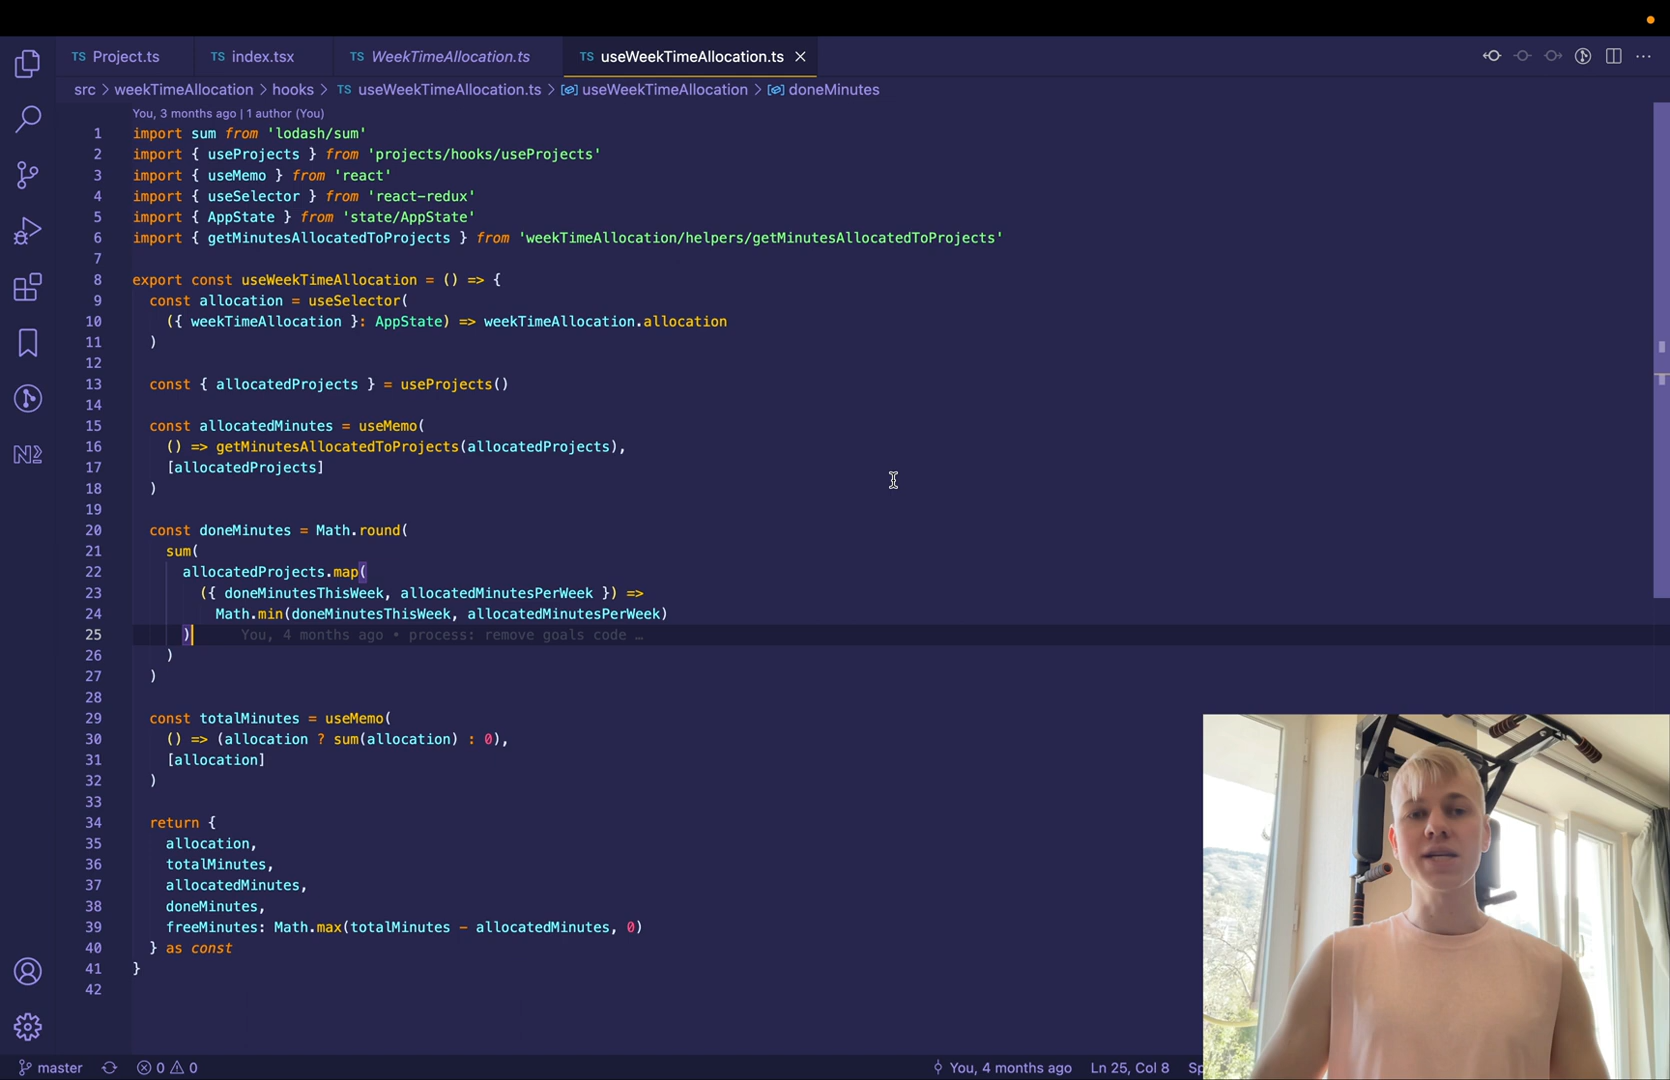 TS Project.ts TS index.tsx TS WeekTimeAllocation.ts TS useWeekTimeAllocation.ts
src > weekTimeAllocation > hooks > TS useWeekTimeAllocation.ts > useWeekTimeAllocation > doneMinutes
You, 3 months ago | 1 author (You)
1 import sum from 'lodash/sum'
2 import { useProjects } from 'projects/hooks/useProjects'
3 import { useMemo } from 'react'
4 import { useSelector } from 'react-redux'
5 import { AppState } from 'state/AppState'
6 import { getMinutesAllocatedToProjects } from 'weekTimeAllocation/helpers/getMinutesAllocatedToProjects'
7
8 export const useWeekTimeAllocation = () => {
9 const allocation = useSelector(
10 ({ weekTimeAllocation }: AppState) => weekTimeAllocation.allocation
11 )
12
13 const { allocatedProjects } = useProjects()
14
15 const allocatedMinutes = useMemo(
16 () => getMinutesAllocatedToProjects(allocatedProjects),
17 [allocatedProjects]
18 )
19
20 const doneMinutes = Math.round(
21 sum(
22 allocatedProjects.map(
23 ({ doneMinutesThisWeek, allocatedMinutesPerWeek }) =>
24 Math.min(doneMinutesThisWeek, allocatedMinutesPerWeek)
25 ) You, 4 months ago • process: remove goals code …
26 )
27 )
28
29 const totalMinutes = useMemo(
30 () => (allocation ? sum(allocation) : 0),
31 [allocation]
32 )
33
34 return {
35 allocation,
36 totalMinutes,
37 allocatedMinutes,
38 doneMinutes,
39 freeMinutes: Math.max(totalMinutes - allocatedMinutes, 0)
40 } as const
41 }
42
master 0 0 You, 4 months ago Ln 25, Col 8 Sp